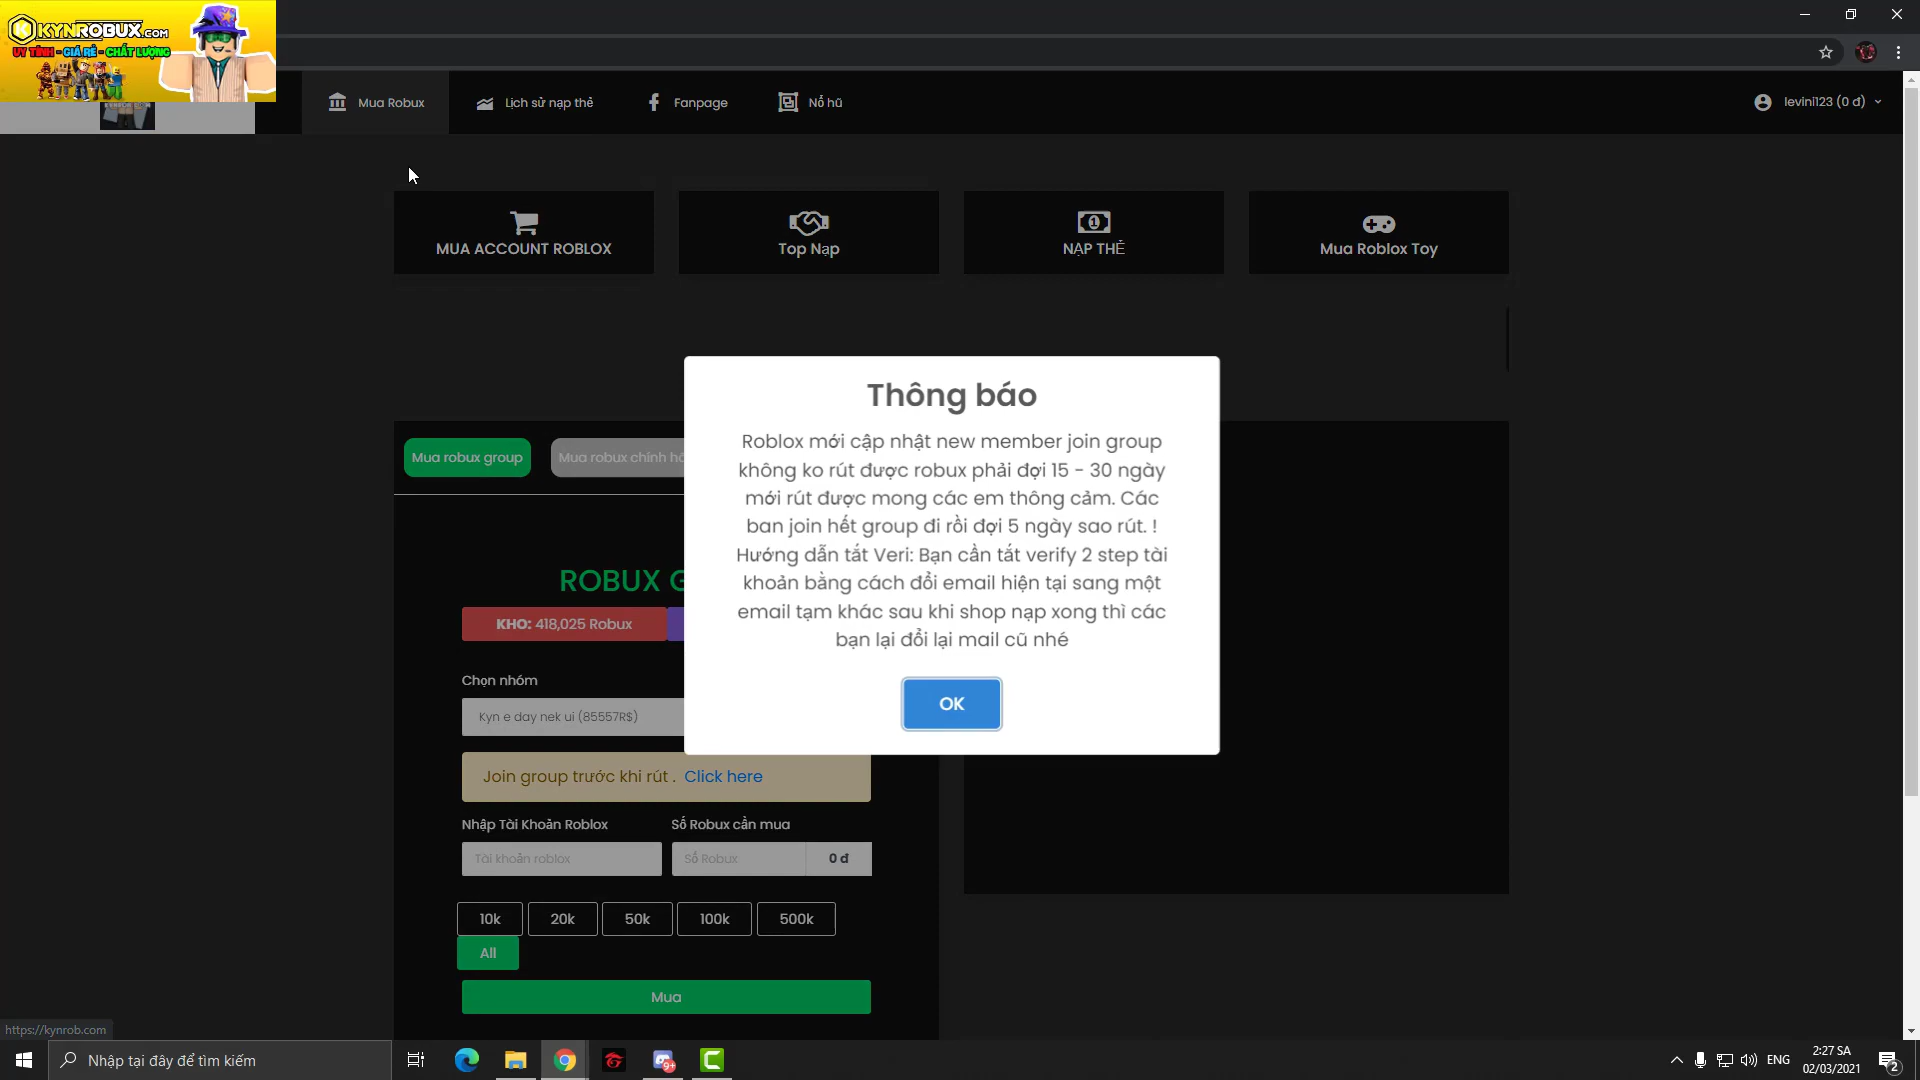 KYNROBUX.COM
UY TÍNH - GIÁ RẺ - CHẤT LƯỢNG
Mua Robux
Lịch sử nạp thẻ
Fanpage
Nổ hũ
levini123 (0 đ)
MUA ACCOUNT ROBLOX
Top Nạp
NẠP THẺ
Mua Roblox Toy
Thông báo
Roblox mới cập nhật new member join group
không ko rút được robux phải đợi 15 - 30 ngày
mới rút được mong các em thông cảm. Các
ban join hết group đi rồi đợi 5 ngày sao rút. !
Hướng dẫn tắt Veri: Bạn cần tắt verify 2 step tài
khoản bằng cách đổi email hiện tại sang một
email tạm khác sau khi shop nạp xong thì các
bạn lại đổi lại mail cũ nhé
OK
Mua robux group
Mua robux chính
ROBUX
KHO: 418,025 Robux
Chọn nhóm
Kyn e day nek ui (85557R$)
Join group trước khi rút . Click here
Nhập Tài Khoản Roblox
Số Robux cần mua
Tài khoản roblox
Số Robux
0 đ
10k
20k
50k
100k
500k
All
Mua
https://kynrob.com
Nhập tại đây để tìm kiếm
9+
ENG
2:27 SA
02/03/2021
2